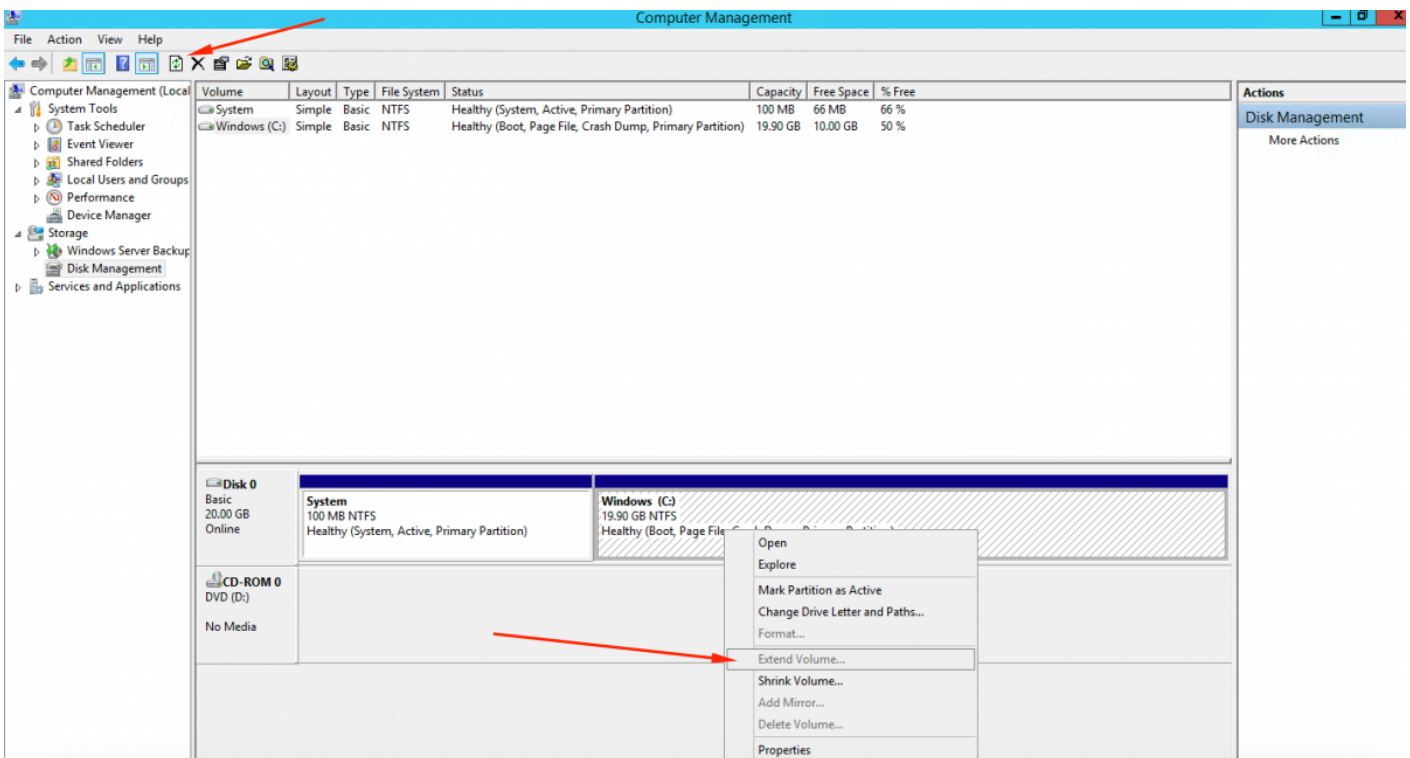 Computer Management
File Action View Help
Computer Management (Local
System Tools
Task Scheduler
Event Viewer
Shared Folders
Local Users and Groups
Performance
Device Manager
Storage
Windows Server Backup
Disk Management
Services and Applications
Volume Layout Type File System Status Capacity Free Space % Free
System Simple Basic NTFS Healthy (System, Active, Primary Partition) 100 MB 66 MB 66 %
Windows (C:) Simple Basic NTFS Healthy (Boot, Page File, Crash Dump, Primary Partition) 19.90 GB 10.00 GB 50 %
Actions
Disk Management
More Actions
Disk 0
Basic
20.00 GB
Online
System
100 MB NTFS
Healthy (System, Active, Primary Partition)
Windows (C:)
19.90 GB NTFS
Healthy (Boot, Page File
CD-ROM 0
DVD (D:)
No Media
Open
Explore
Mark Partition as Active
Change Drive Letter and Paths...
Format...
Extend Volume...
Shrink Volume...
Add Mirror...
Delete Volume...
Properties